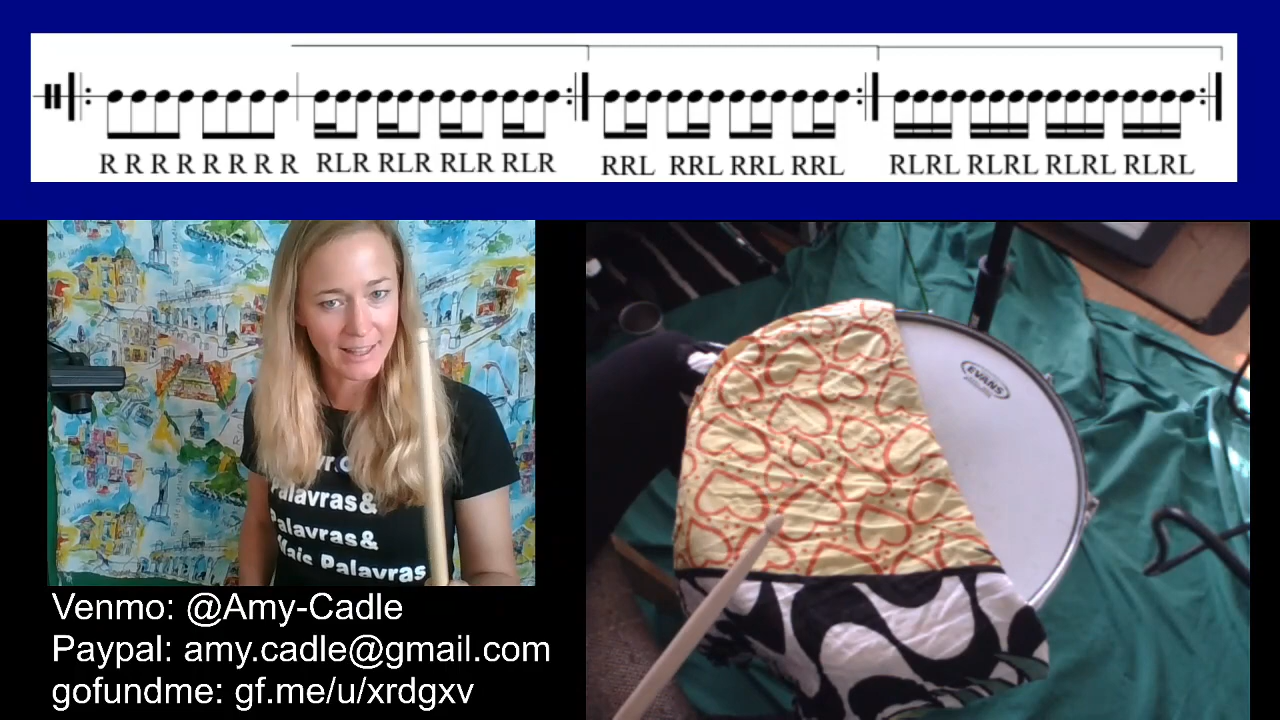 R R R R R R R R RLR RLR RLR RLR RRL RRL RRL RRL RLRL RLRL RLRL RLRL
Palavras&
Palavras&
Mais Palavras
EVANS
Venmo: @Amy-Cadle
Paypal: amy.cadle@gmail.com
gofundme: gf.me/u/xrdgxv